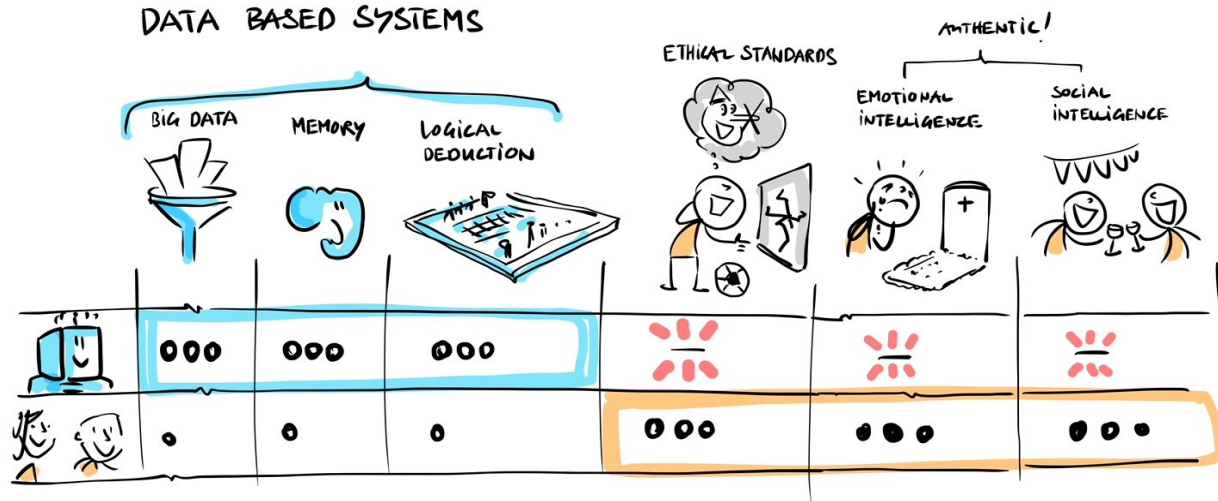 DATA BASED SYSTEMS
AUTHENTIC!
ETHICAL STANDARDS
BIG DATA
MEMORY
LOGICAL
DEDUCTION
EMOTIONAL
INTELLIGENZE
SOCIAL
INTELLIGENCE